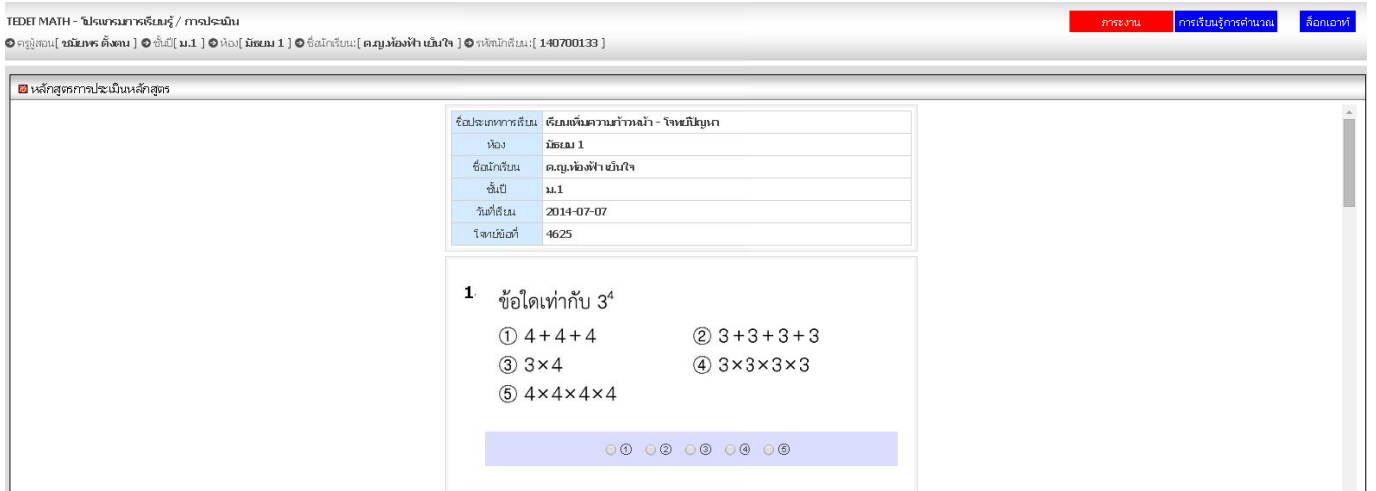 TEDET MATH - โปรแกรมการเรียนรู้ / การประเมิน
ภาระงาน การเรียนรู้การคำนวณ ล็อกเอาท์
ครูผู้สอน[ ชนัยพร ตั้งตน ] ชั้นปี[ ม.1 ] ห้อง[ มัธยม 1 ] ชื่อนักเรียน:[ ด.ญ.ท้องฟ้า เย็นใจ ] รหัสนักเรียน:[ 140700133 ]
หลักสูตรการประเมินหลักสูตร
ชื่อประเภทการเรียน เรียนเพิ่มความก้าวหน้า - โจทย์ปัญหา
ห้อง มัธยม 1
ชื่อนักเรียน ด.ญ.ท้องฟ้า เย็นใจ
ชั้นปี ม.1
วันที่เรียน 2014-07-07
โจทย์ข้อที่ 4625
1. ข้อใดเท่ากับ 3⁴
① 4+4+4 ② 3+3+3+3
③ 3×4 ④ 3×3×3×3
⑤ 4×4×4×4
① ② ③ ④ ⑤